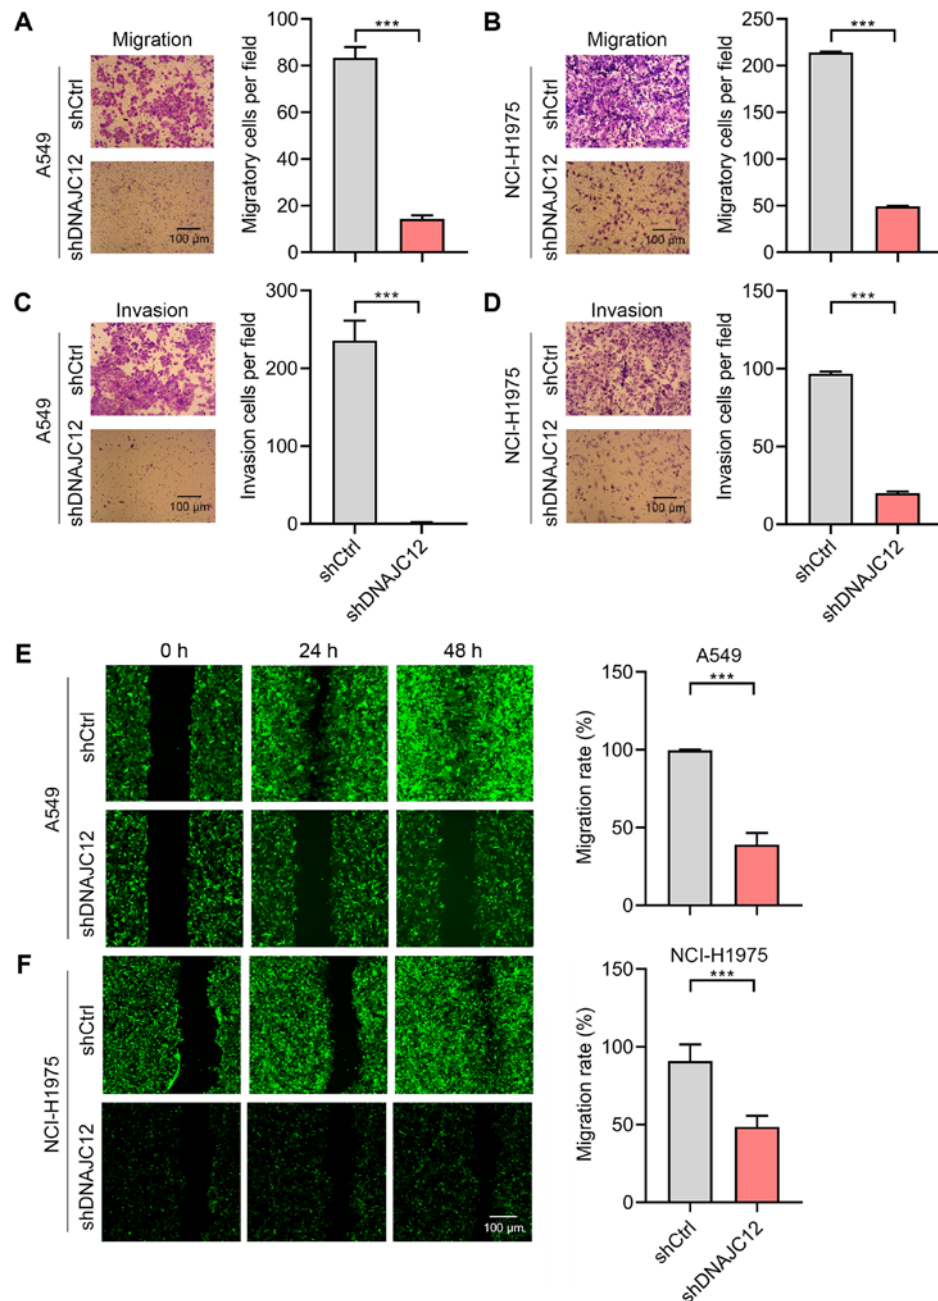 A
Migration
A549
shCtrl
shDNAJC12
100 µm
Migratory cells per field
100
80
60
40
20
0
***
B
Migration
NCI-H1975
shCtrl
shDNAJC12
100 µm
Migratory cells per field
250
200
150
100
50
0
***
C
Invasion
A549
shCtrl
shDNAJC12
100 µm
Invasion cells per field
300
200
100
0
***
shCtrl
shDNAJC12
D
Invasion
NCI-H1975
shCtrl
shDNAJC12
100 µm
Invasion cells per field
150
100
50
0
***
shCtrl
shDNAJC12
E
0 h
24 h
48 h
A549
shCtrl
shDNAJC12
A549
Migration rate (%)
150
100
50
0
***
F
NCI-H1975
shCtrl
shDNAJC12
100 µm
NCI-H1975
Migration rate (%)
150
100
50
0
***
shCtrl
shDNAJC12